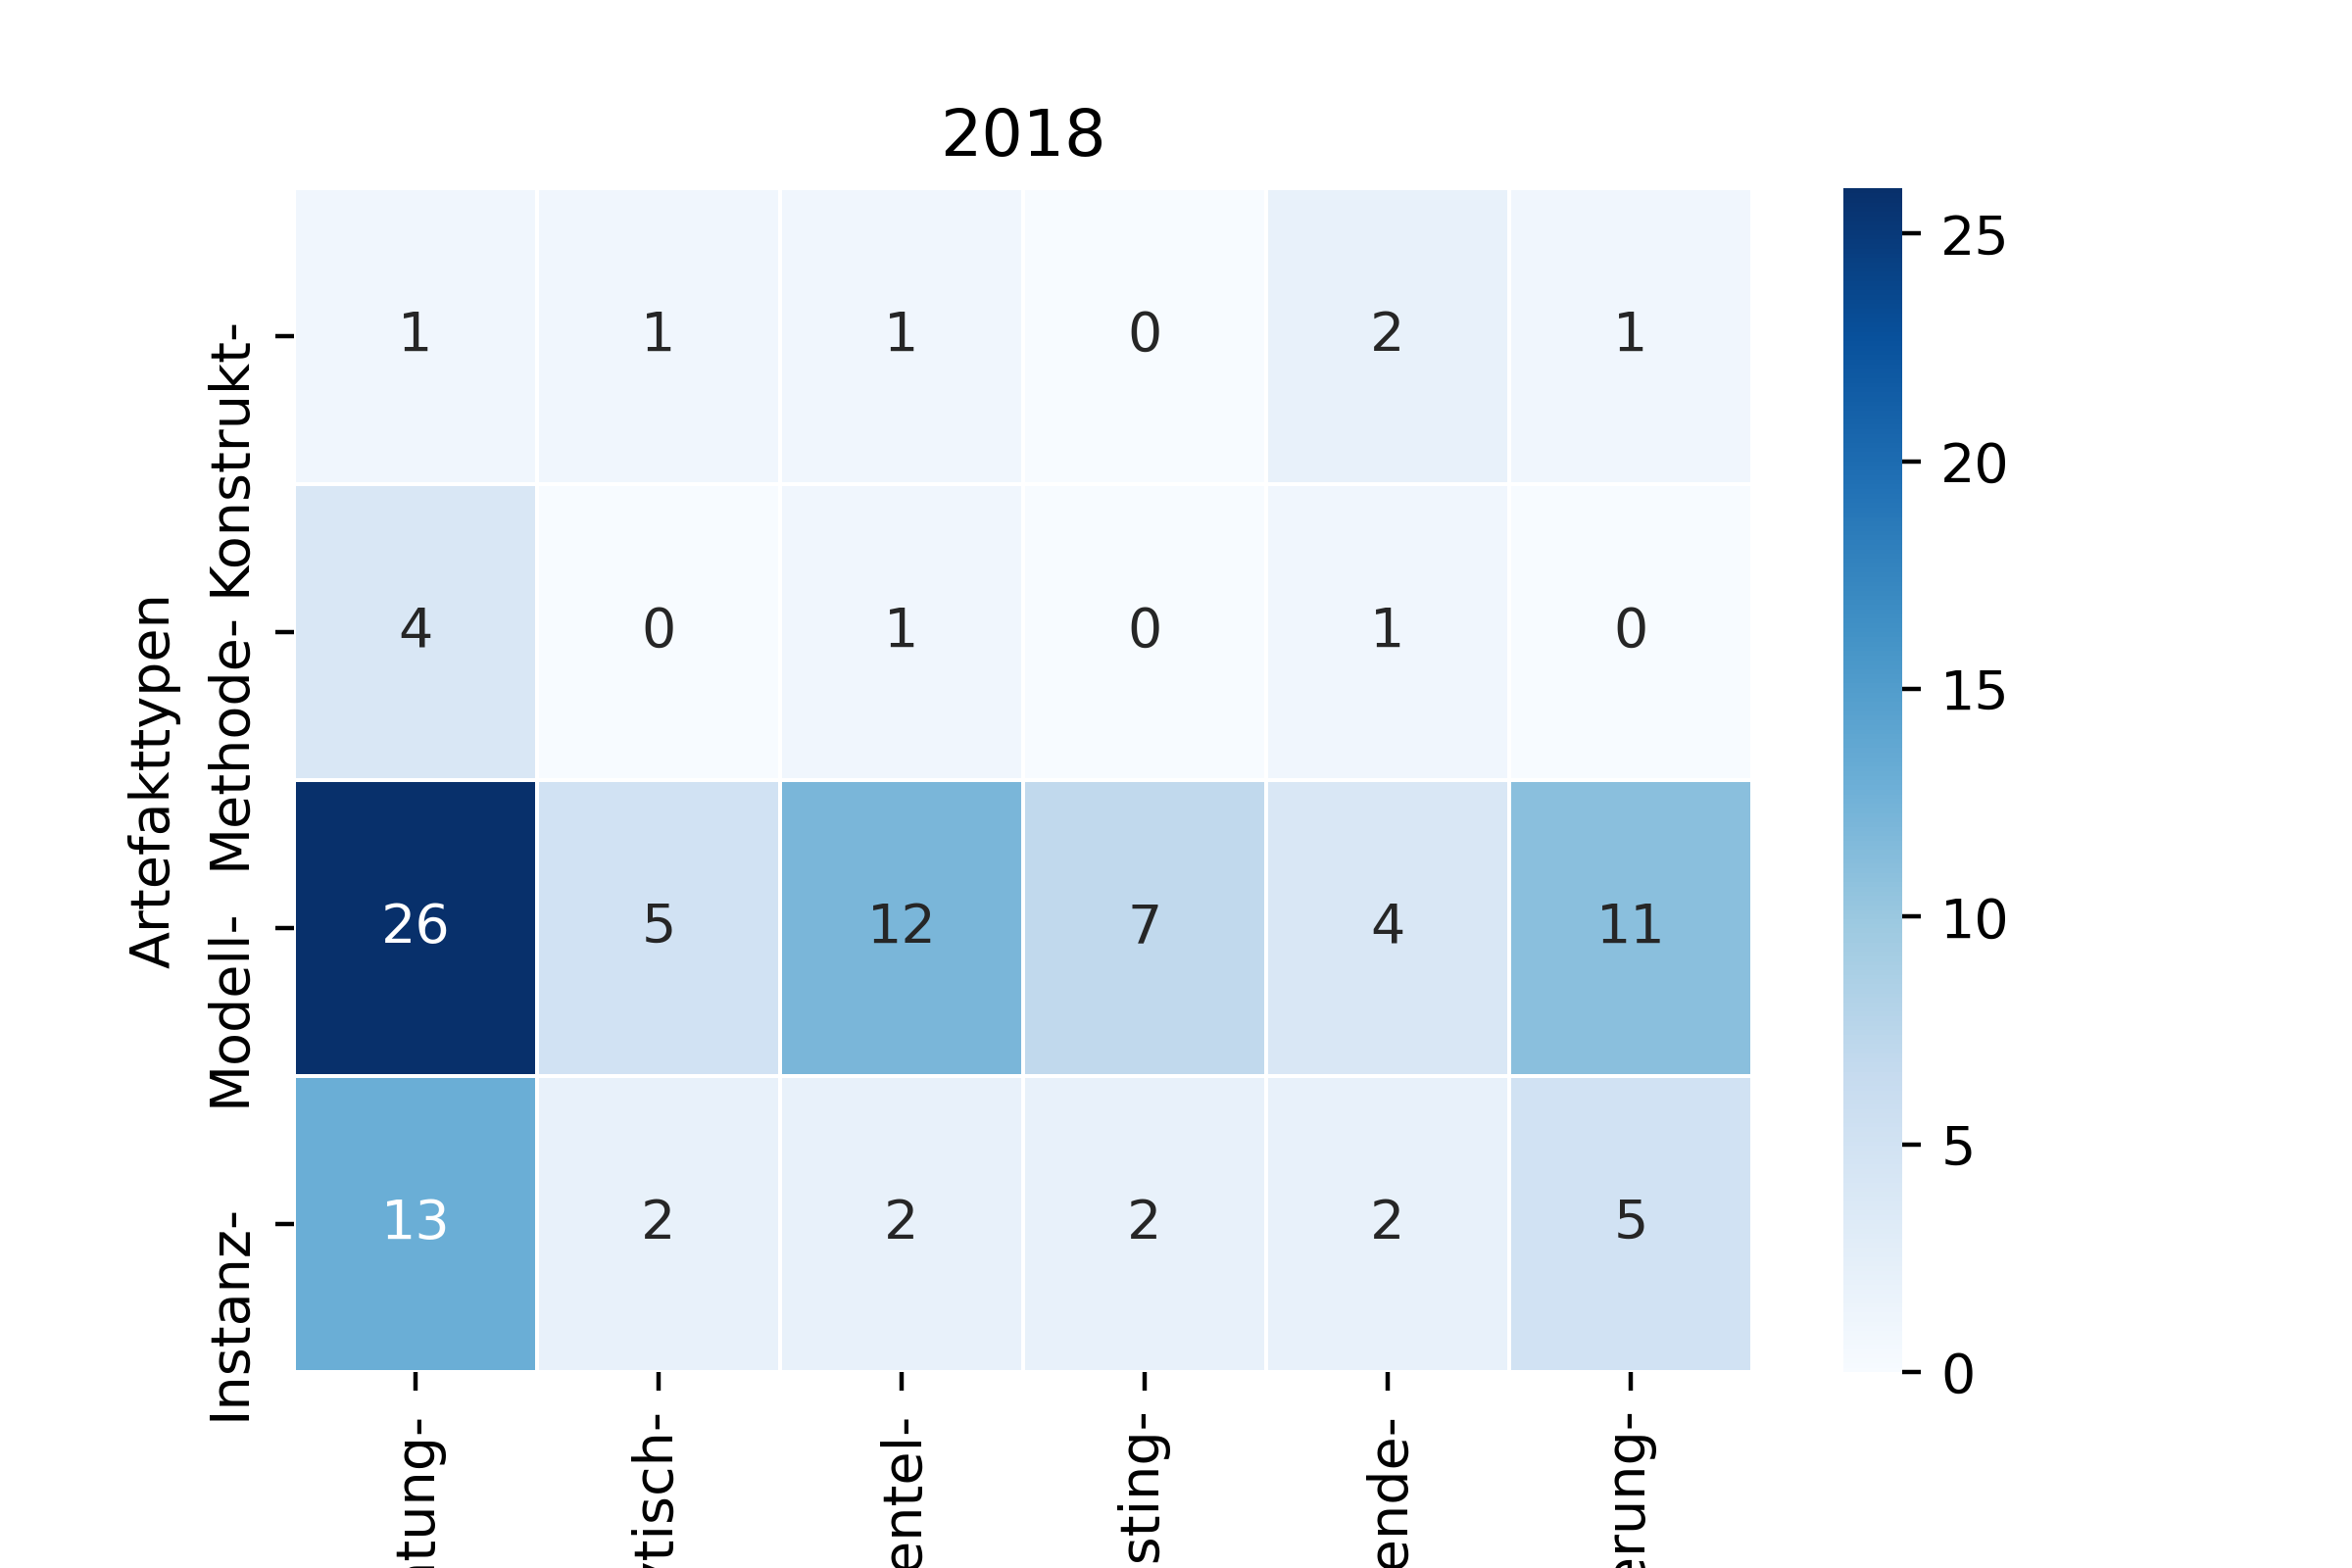 2018
Artefakttypen
Konstrukt-
1 1 1 0 2 1
Methode-
4 0 1 0 1 0
Modell-
26 5 12 7 4 11
Instanz-
13 2 2 2 2 5
25
20
15
10
5
0